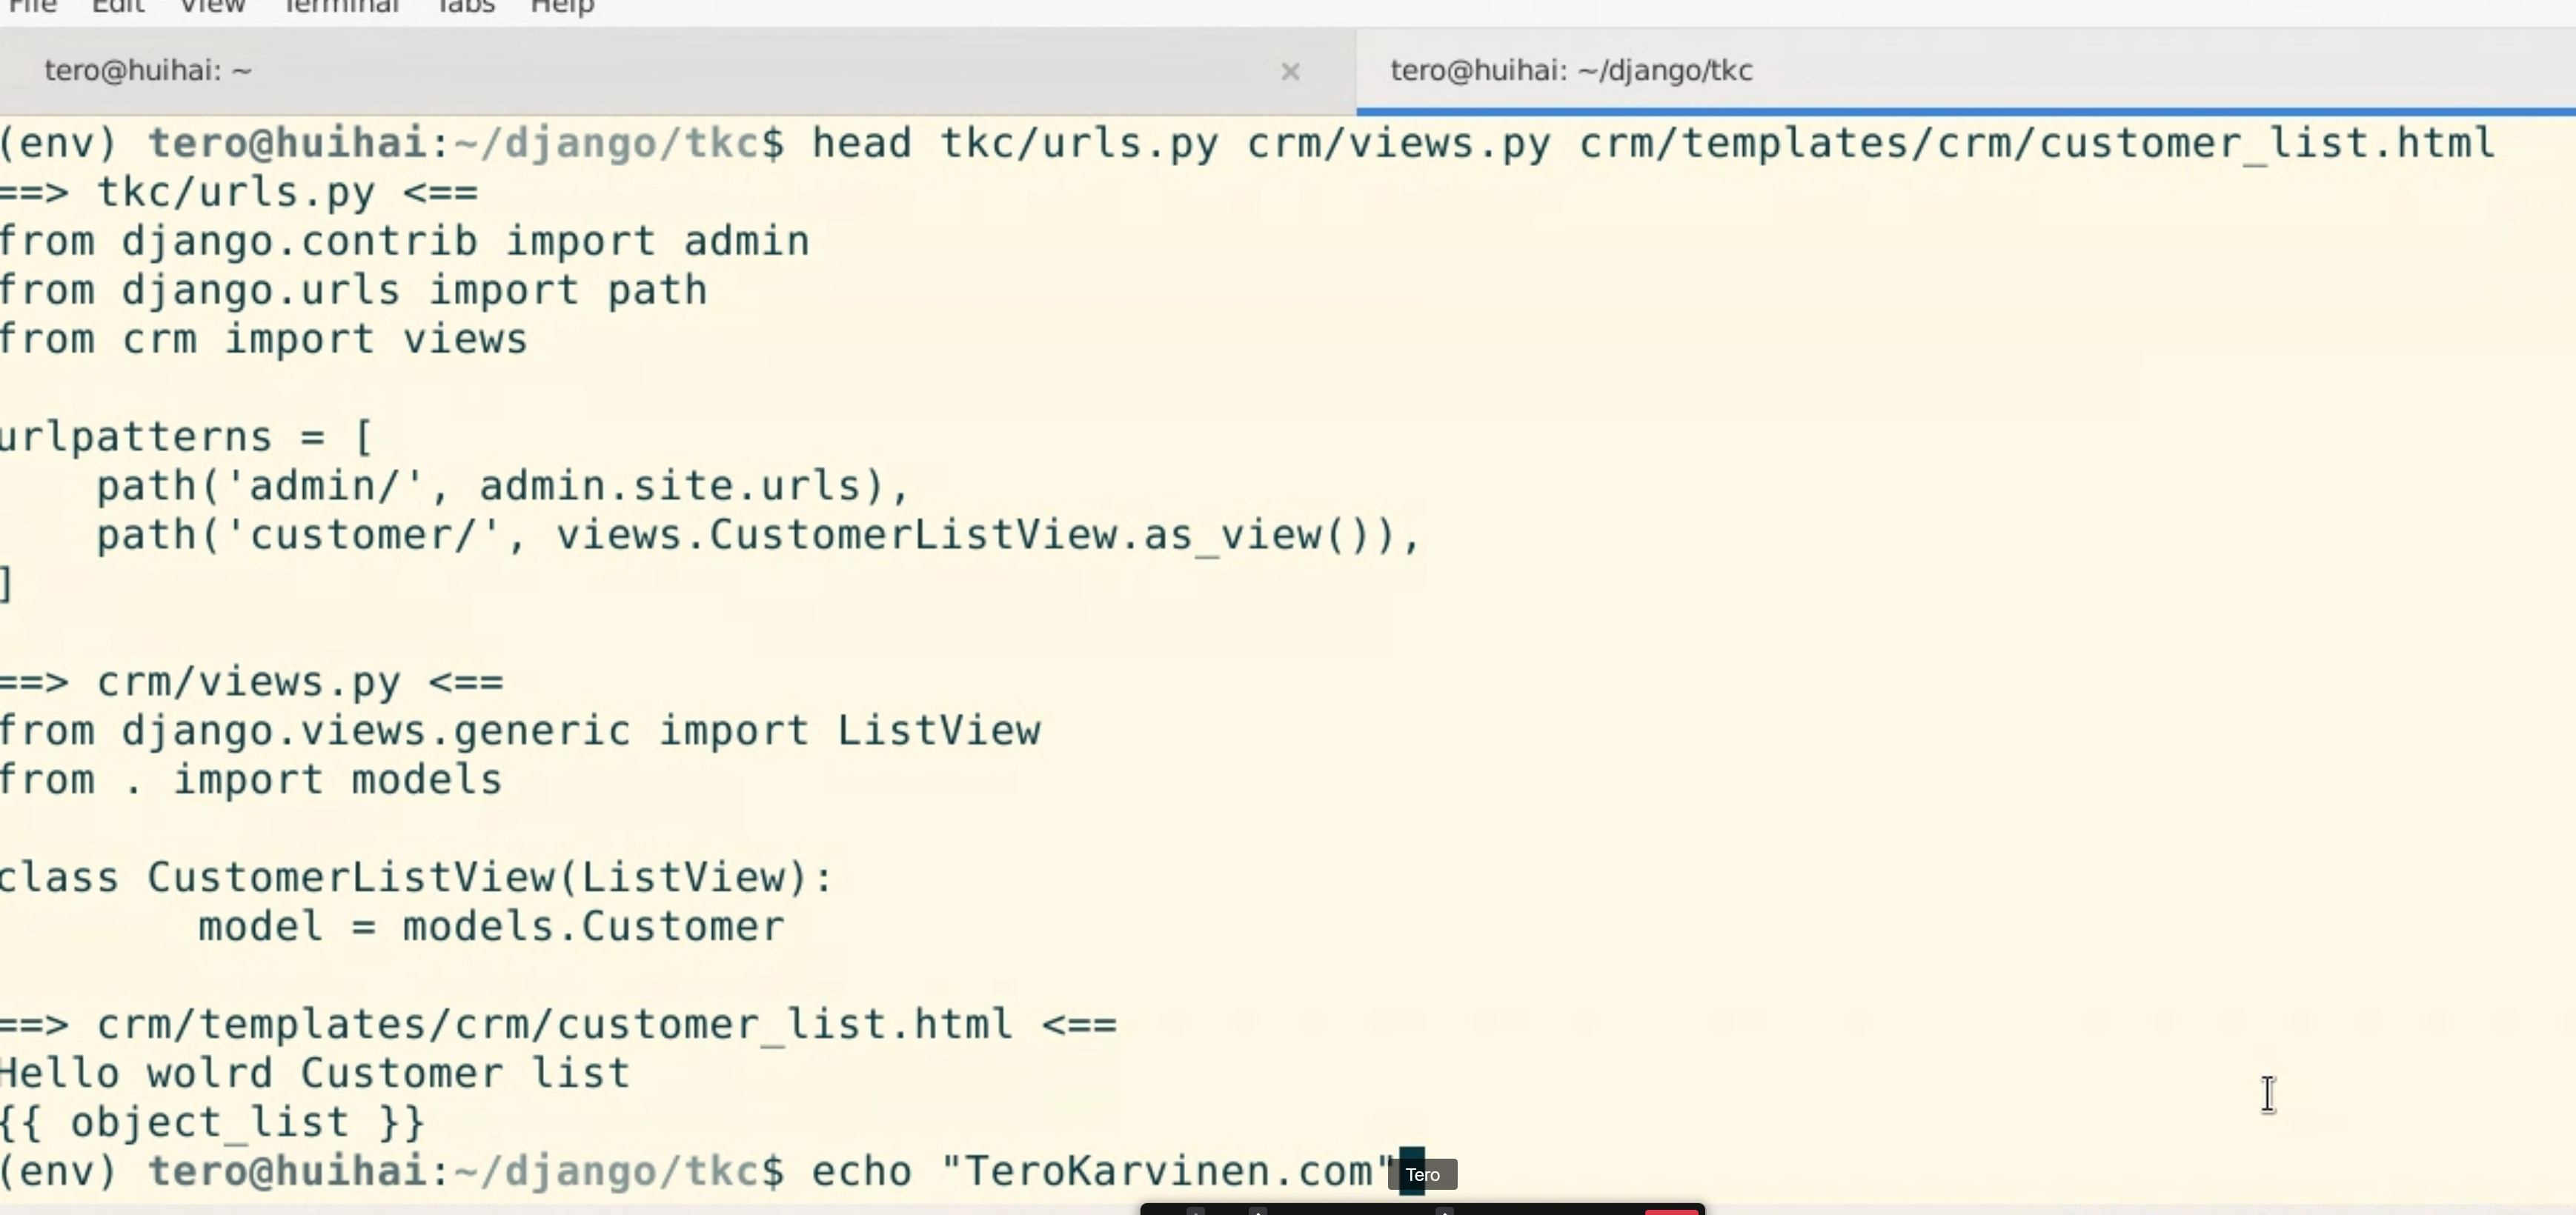 File Edit View Terminal Tabs Help
tero@huihai: ~ × tero@huihai: ~/django/tkc
(env) tero@huihai:~/django/tkc$ head tkc/urls.py crm/views.py crm/templates/crm/customer_list.html
==> tkc/urls.py <==
from django.contrib import admin
from django.urls import path
from crm import views
urlpatterns = [
    path('admin/', admin.site.urls),
    path('customer/', views.CustomerListView.as_view()),
]
==> crm/views.py <==
from django.views.generic import ListView
from . import models
class CustomerListView(ListView):
        model = models.Customer
==> crm/templates/crm/customer_list.html <==
Hello wolrd Customer list
{{ object_list }}
(env) tero@huihai:~/django/tkc$ echo "TeroKarvinen.com"
Tero